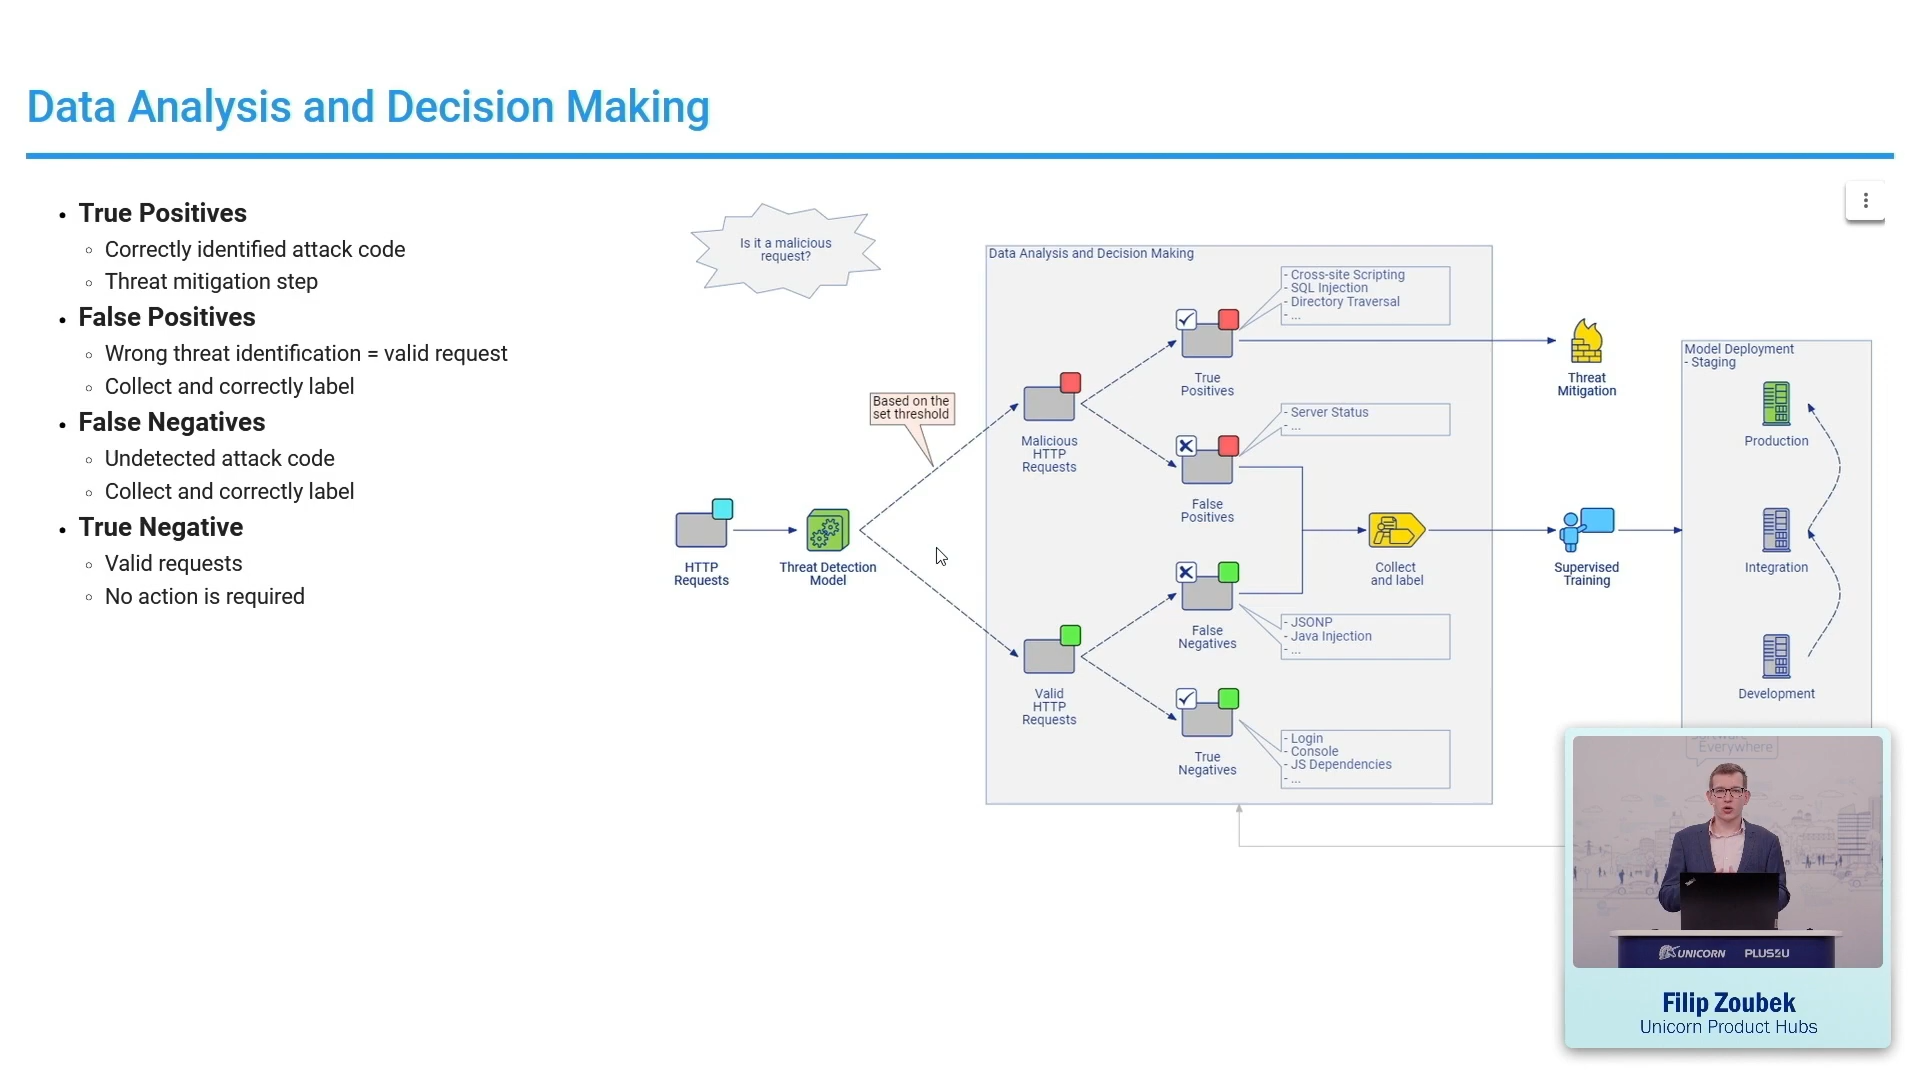 Data Analysis and Decision Making
• True Positives
◦ Correctly identified attack code
◦ Threat mitigation step
• False Positives
◦ Wrong threat identification = valid request
◦ Collect and correctly label
• False Negatives
◦ Undetected attack code
◦ Collect and correctly label
• True Negative
◦ Valid requests
◦ No action is required
Is it a malicious
request?
Based on the
set threshold
HTTP
Requests
Threat Detection
Model
Data Analysis and Decision Making
Malicious
HTTP
Requests
Valid
HTTP
Requests
True
Positives
- Cross-site Scripting
- SQL Injection
- Directory Traversal
- ...
False
Positives
- Server Status
- ...
False
Negatives
- JSONP
- Java Injection
- ...
True
Negatives
- Login
- Console
- JS Dependencies
- ...
Collect
and label
Threat
Mitigation
Supervised
Training
Model Deployment
- Staging
Production
Integration
Development
Software
Everywhere
UNICORN PLUS4U
Filip Zoubek
Unicorn Product Hubs